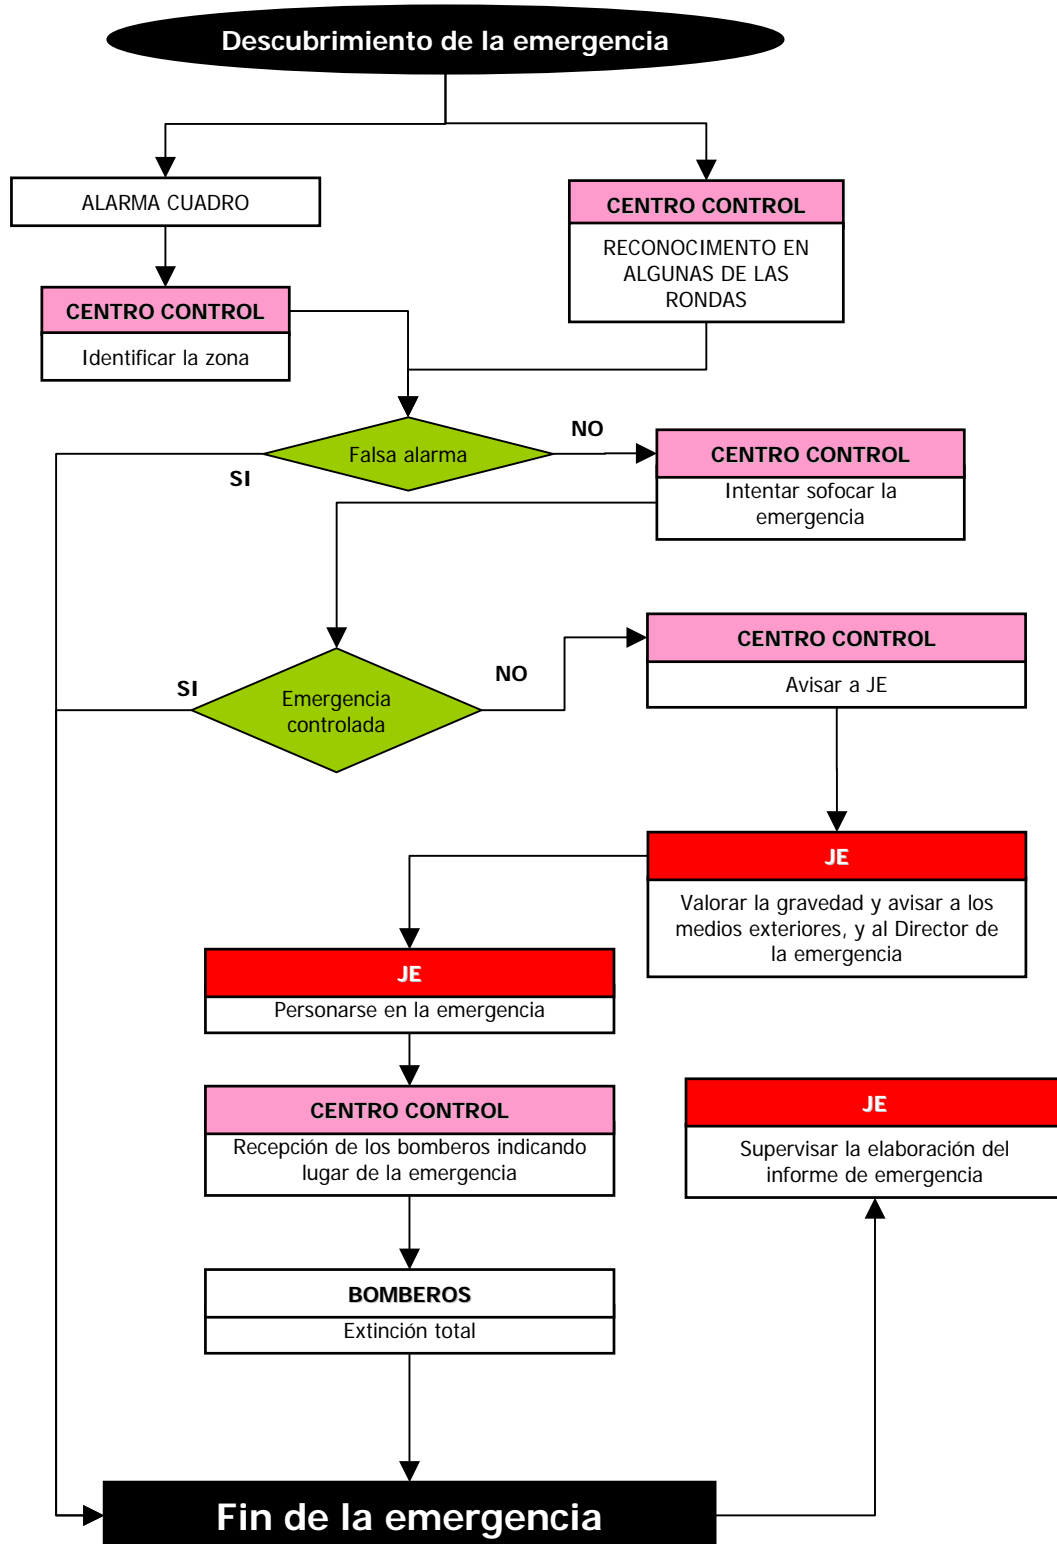 Descubrimiento de la emergencia
ALARMA CUADRO
CENTRO CONTROL
RECONOCIMENTO EN
ALGUNAS DE LAS
RONDAS
CENTRO CONTROL
Identificar la zona
Falsa alarma
NO
SI
CENTRO CONTROL
Intentar sofocar la
emergencia
CENTRO CONTROL
Avisar a JE
SI
NO
Emergencia
controlada
JE
Valorar la gravedad y avisar a los
medios exteriores, y al Director de
la emergencia
JE
Personarse en la emergencia
CENTRO CONTROL
Recepción de los bomberos indicando
lugar de la emergencia
JE
Supervisar la elaboración del
informe de emergencia
BOMBEROS
Extinción total
Fin de la emergencia